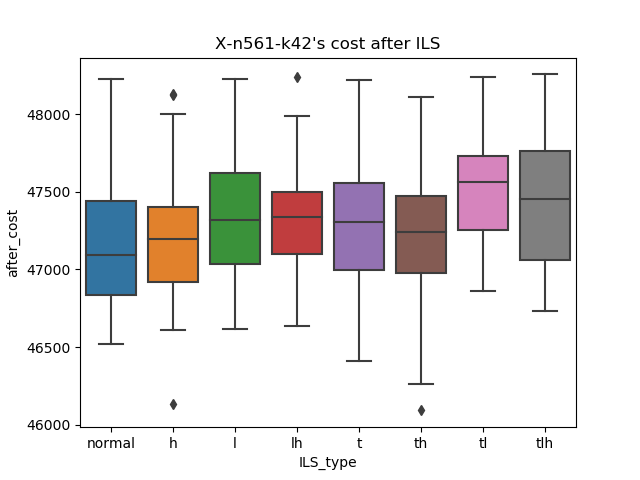 X-n561-k42's cost after ILS
after_cost
48000
47500
47000
46500
46000
normal h l lh t th tl tlh
ILS_type